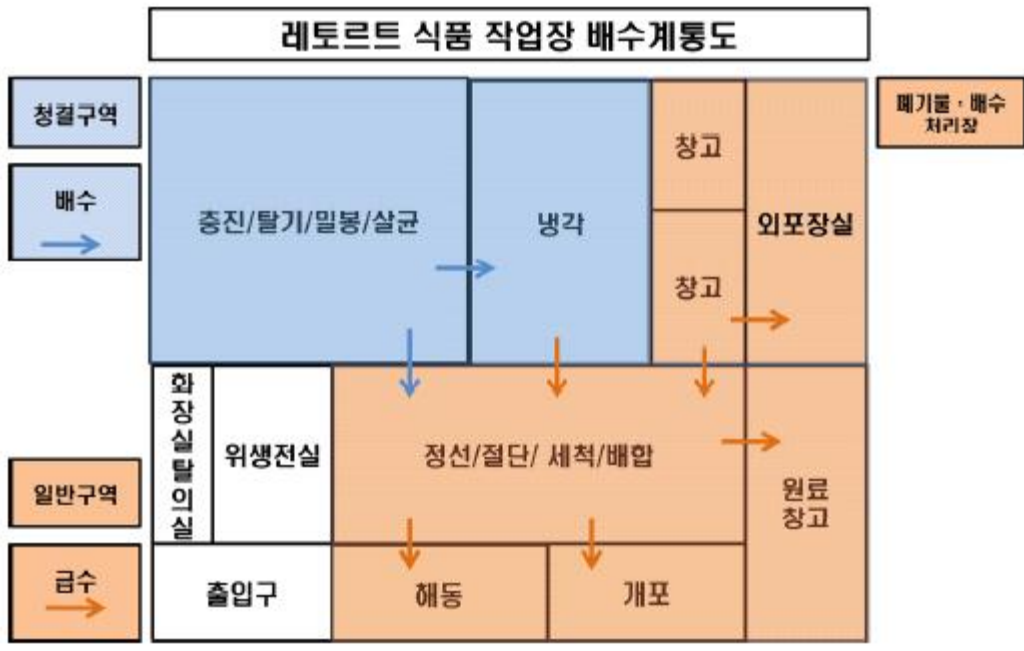 레토르트 식품 작업장 배수계통도
청결구역
배수
폐기물·배수
처리장
충진/탈기/밀봉/살균
냉각
창고
창고
외포장실
화장실탈의실
위생전실
정선/절단/ 세척/배합
원료
창고
일반구역
급수
출입구
해동
개포